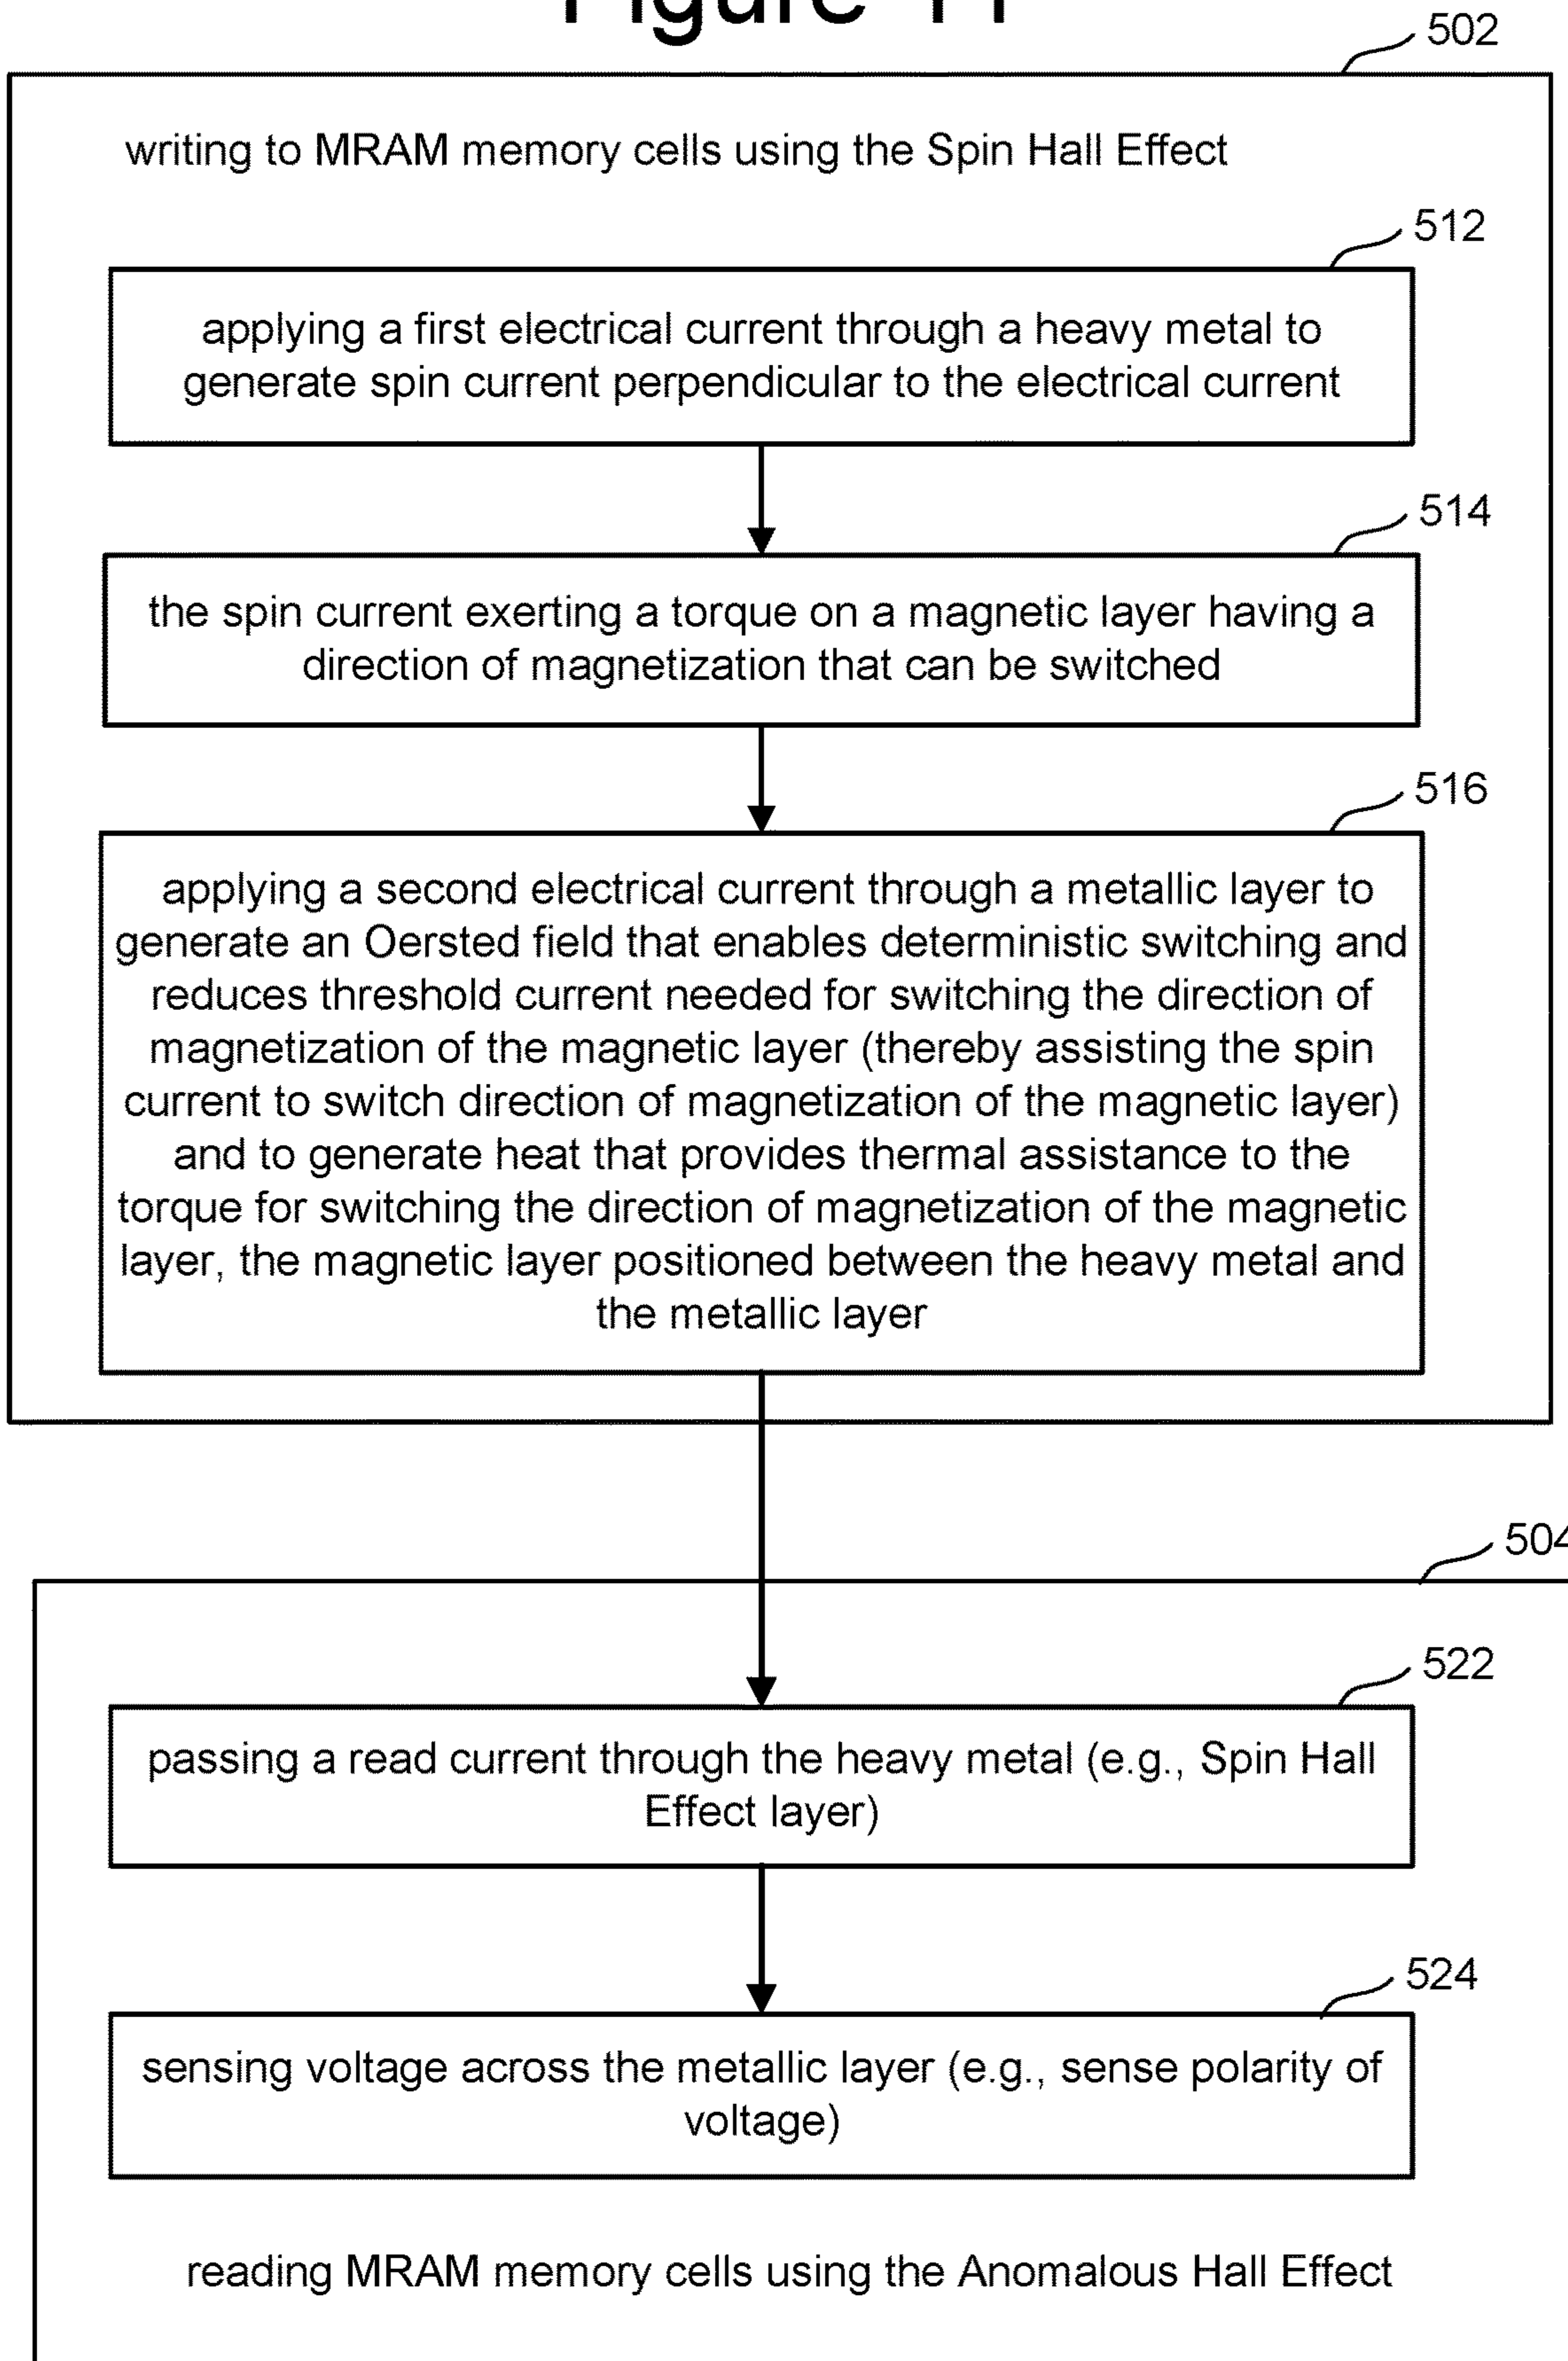 502
writing to MRAM memory cells using the Spin Hall Effect
512
applying a first electrical current through a heavy metal to
generate spin current perpendicular to the electrical current
514
the spin current exerting a torque on a magnetic layer having a
direction of magnetization that can be switched
516
applying a second electrical current through a metallic layer to
generate an Oersted field that enables deterministic switching and
reduces threshold current needed for switching the direction of
magnetization of the magnetic layer (thereby assisting the spin
current to switch direction of magnetization of the magnetic layer)
and to generate heat that provides thermal assistance to the
torque for switching the direction of magnetization of the magnetic
layer, the magnetic layer positioned between the heavy metal and
the metallic layer
504
522
passing a read current through the heavy metal (e.g., Spin Hall
Effect layer)
524
sensing voltage across the metallic layer (e.g., sense polarity of
voltage)
reading MRAM memory cells using the Anomalous Hall Effect